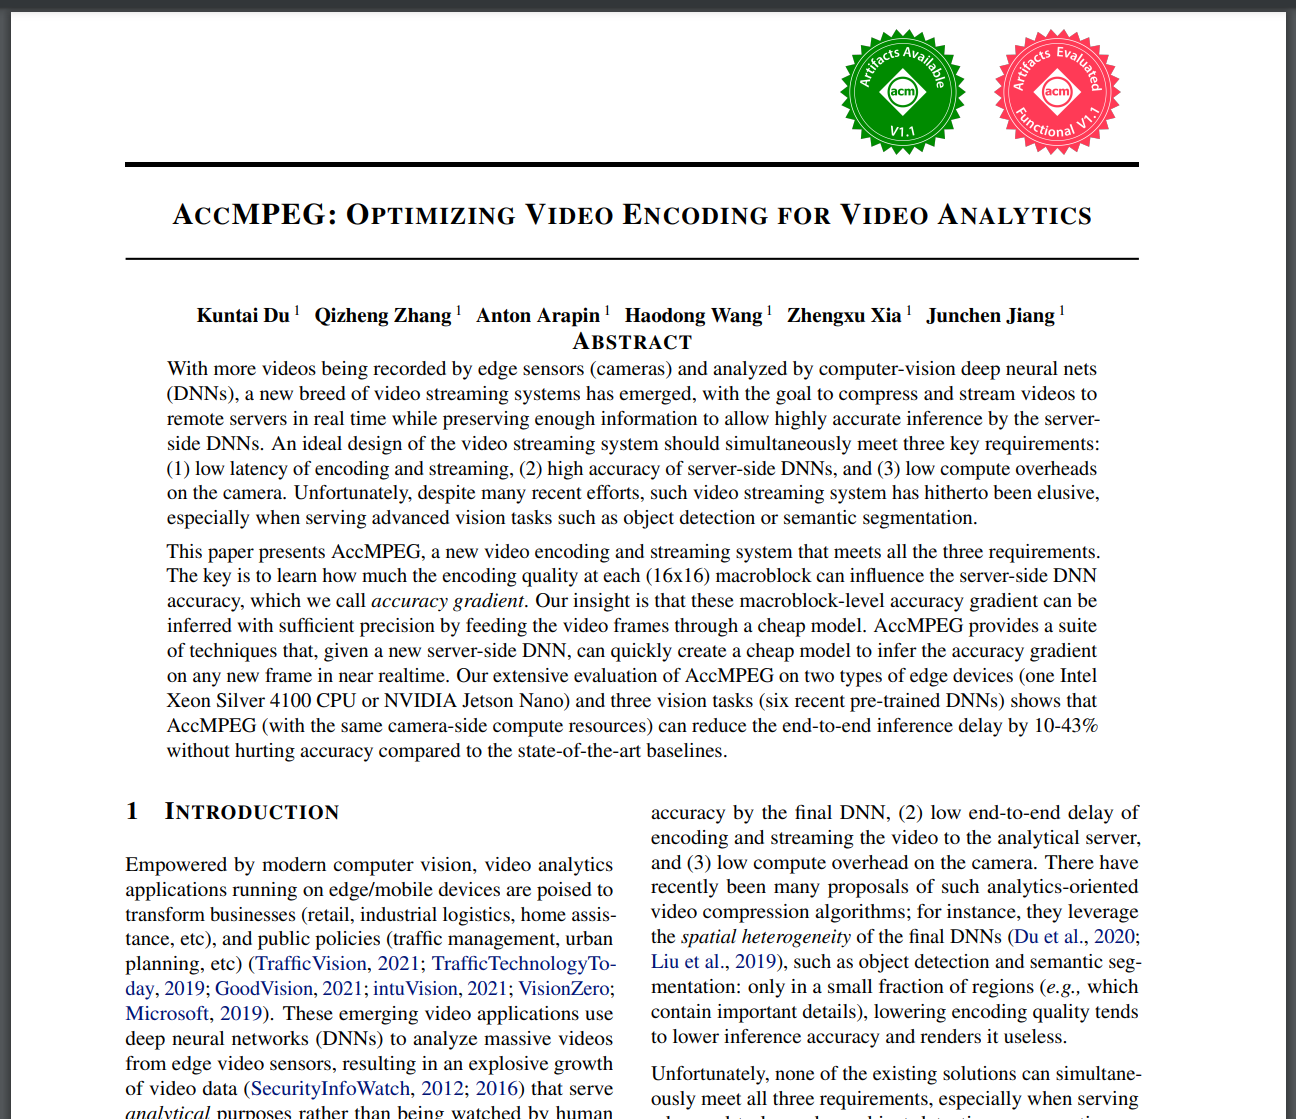 Artifacts Available
acm
V1.1
Artifacts Evaluated
acm
Functional V1.1
ACCMPEG: OPTIMIZING VIDEO ENCODING FOR VIDEO ANALYTICS
Kuntai Du 1 Qizheng Zhang 1 Anton Arapin 1 Haodong Wang 1 Zhengxu Xia 1 Junchen Jiang 1
ABSTRACT
With more videos being recorded by edge sensors (cameras) and analyzed by computer-vision deep neural nets
(DNNs), a new breed of video streaming systems has emerged, with the goal to compress and stream videos to
remote servers in real time while preserving enough information to allow highly accurate inference by the server-
side DNNs. An ideal design of the video streaming system should simultaneously meet three key requirements:
(1) low latency of encoding and streaming, (2) high accuracy of server-side DNNs, and (3) low compute overheads
on the camera. Unfortunately, despite many recent efforts, such video streaming system has hitherto been elusive,
especially when serving advanced vision tasks such as object detection or semantic segmentation.
This paper presents AccMPEG, a new video encoding and streaming system that meets all the three requirements.
The key is to learn how much the encoding quality at each (16x16) macroblock can influence the server-side DNN
accuracy, which we call accuracy gradient. Our insight is that these macroblock-level accuracy gradient can be
inferred with sufficient precision by feeding the video frames through a cheap model. AccMPEG provides a suite
of techniques that, given a new server-side DNN, can quickly create a cheap model to infer the accuracy gradient
on any new frame in near realtime. Our extensive evaluation of AccMPEG on two types of edge devices (one Intel
Xeon Silver 4100 CPU or NVIDIA Jetson Nano) and three vision tasks (six recent pre-trained DNNs) shows that
AccMPEG (with the same camera-side compute resources) can reduce the end-to-end inference delay by 10-43%
without hurting accuracy compared to the state-of-the-art baselines.
1 INTRODUCTION
Empowered by modern computer vision, video analytics
applications running on edge/mobile devices are poised to
transform businesses (retail, industrial logistics, home assis-
tance, etc), and public policies (traffic management, urban
planning, etc) (TrafficVision, 2021; TrafficTechnologyTo-
day, 2019; GoodVision, 2021; intuVision, 2021; VisionZero;
Microsoft, 2019). These emerging video applications use
deep neural networks (DNNs) to analyze massive videos
from edge video sensors, resulting in an explosive growth
of video data (SecurityInfoWatch, 2012; 2016) that serve
analytical purposes rather than being watched by human
accuracy by the final DNN, (2) low end-to-end delay of
encoding and streaming the video to the analytical server,
and (3) low compute overhead on the camera. There have
recently been many proposals of such analytics-oriented
video compression algorithms; for instance, they leverage
the spatial heterogeneity of the final DNNs (Du et al., 2020;
Liu et al., 2019), such as object detection and semantic seg-
mentation: only in a small fraction of regions (e.g., which
contain important details), lowering encoding quality tends
to lower inference accuracy and renders it useless.
Unfortunately, none of the existing solutions can simultane-
ously meet all three requirements, especially when serving